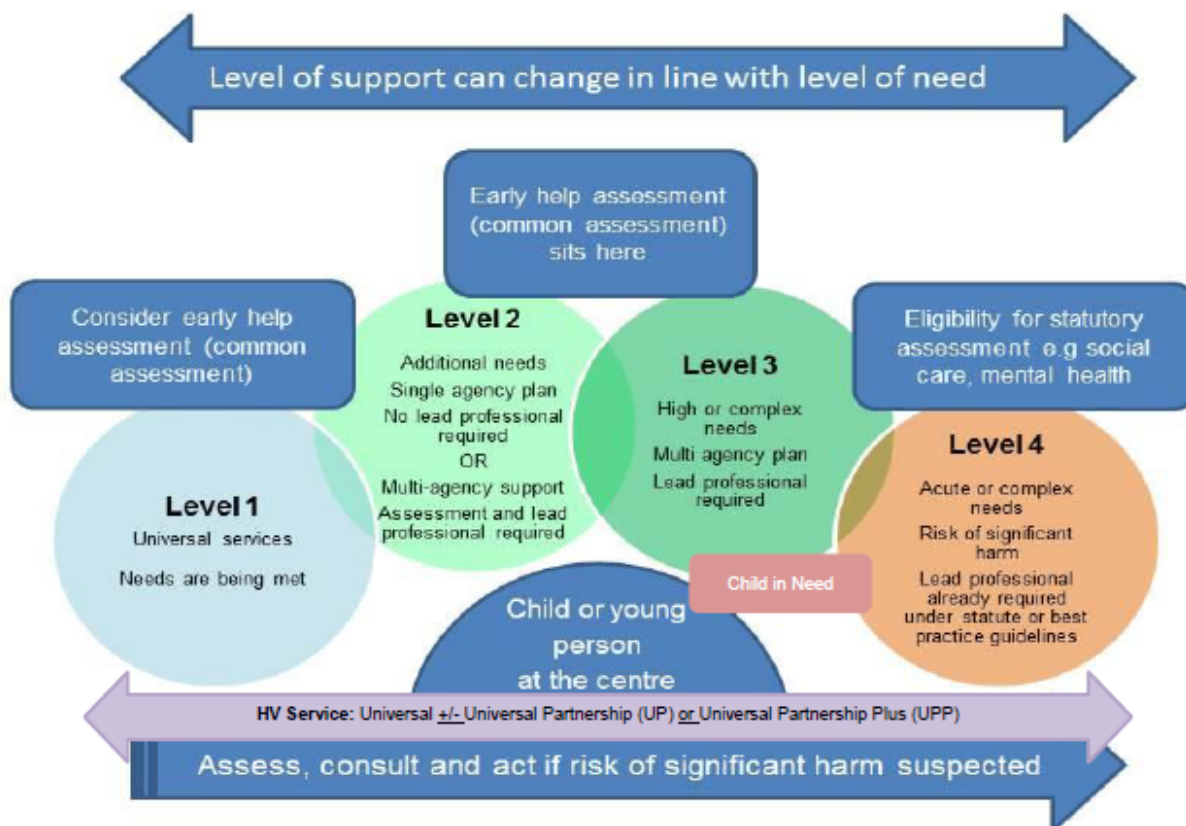 Level of support can change in line with level of need
Early help assessment
(common assessment)
sits here
Consider early help
assessment (common
assessment)
Eligibility for statutory
assessment e.g social
care, mental health
Level 1
Universal services
Needs are being met
Level 2
Additional needs
Single agency plan
No lead professional
required
OR
Multi-agency support
Assessment and lead
professional required
Level 3
High or complex
needs
Multi agency plan
Lead professional
required
Level 4
Acute or complex
needs
Risk of significant
harm
Lead professional
already required
under statute or best
practice guidelines
Child in Need
Child or young
person
at the centre
HV Service: Universal +/- Universal Partnership (UP) or Universal Partnership Plus (UPP)
Assess, consult and act if risk of significant harm suspected